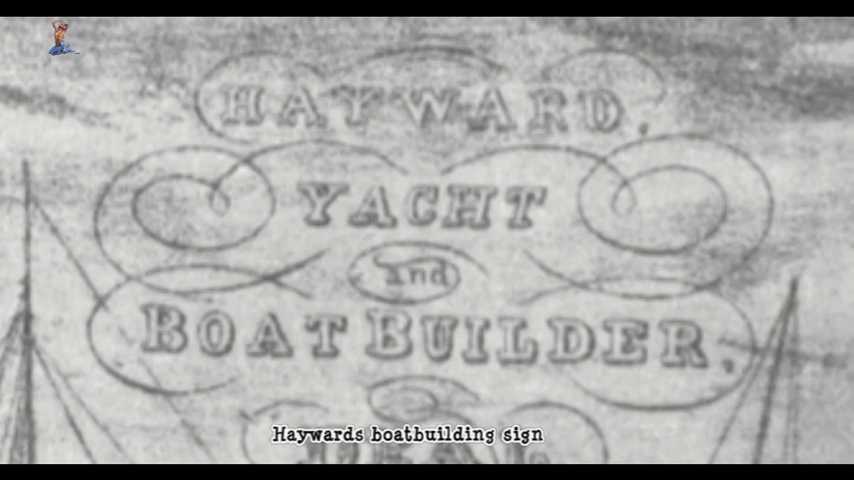 HAYWARD,
YACHT
and
BOAT BUILDER,
Haywards boatbuilding sign